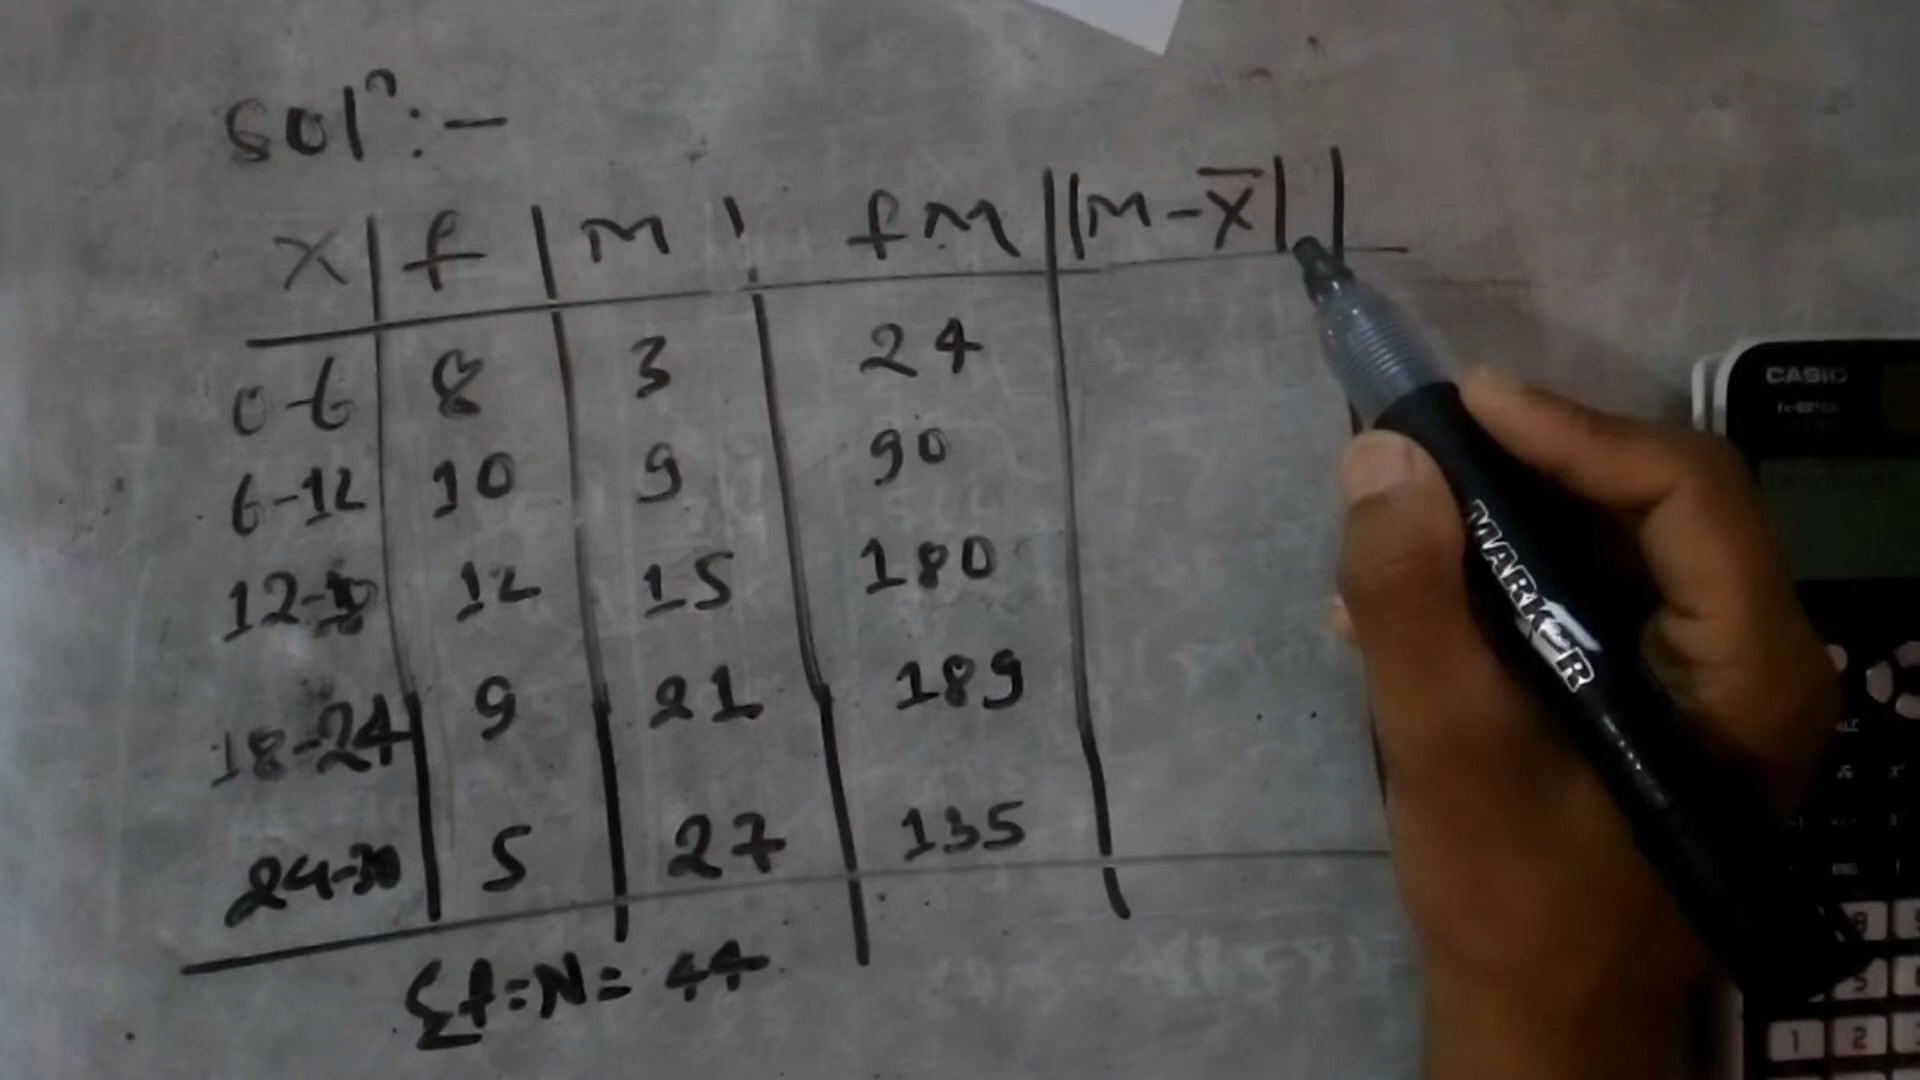 Solⁿ:-
X | f | M | fM | |M-X̅| |
0-6 8 3 24
6-12 10 9 90
12-18 12 15 180
18-24 9 21 189
24-30 5 27 135
Σf=N= 44
CASIO
MARKER